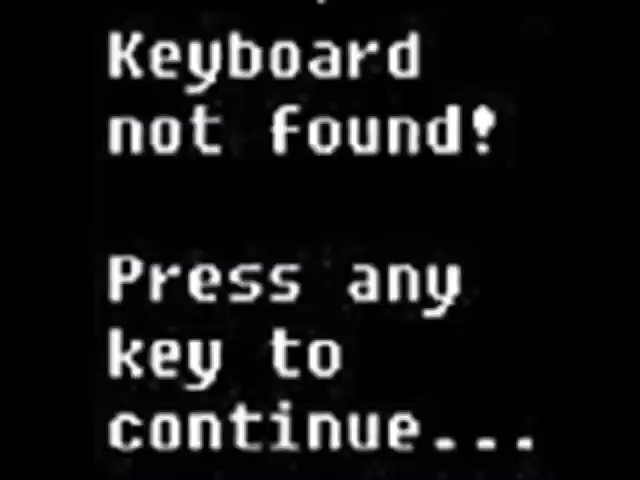 Keyboard
not found!
Press any
key to
continue...